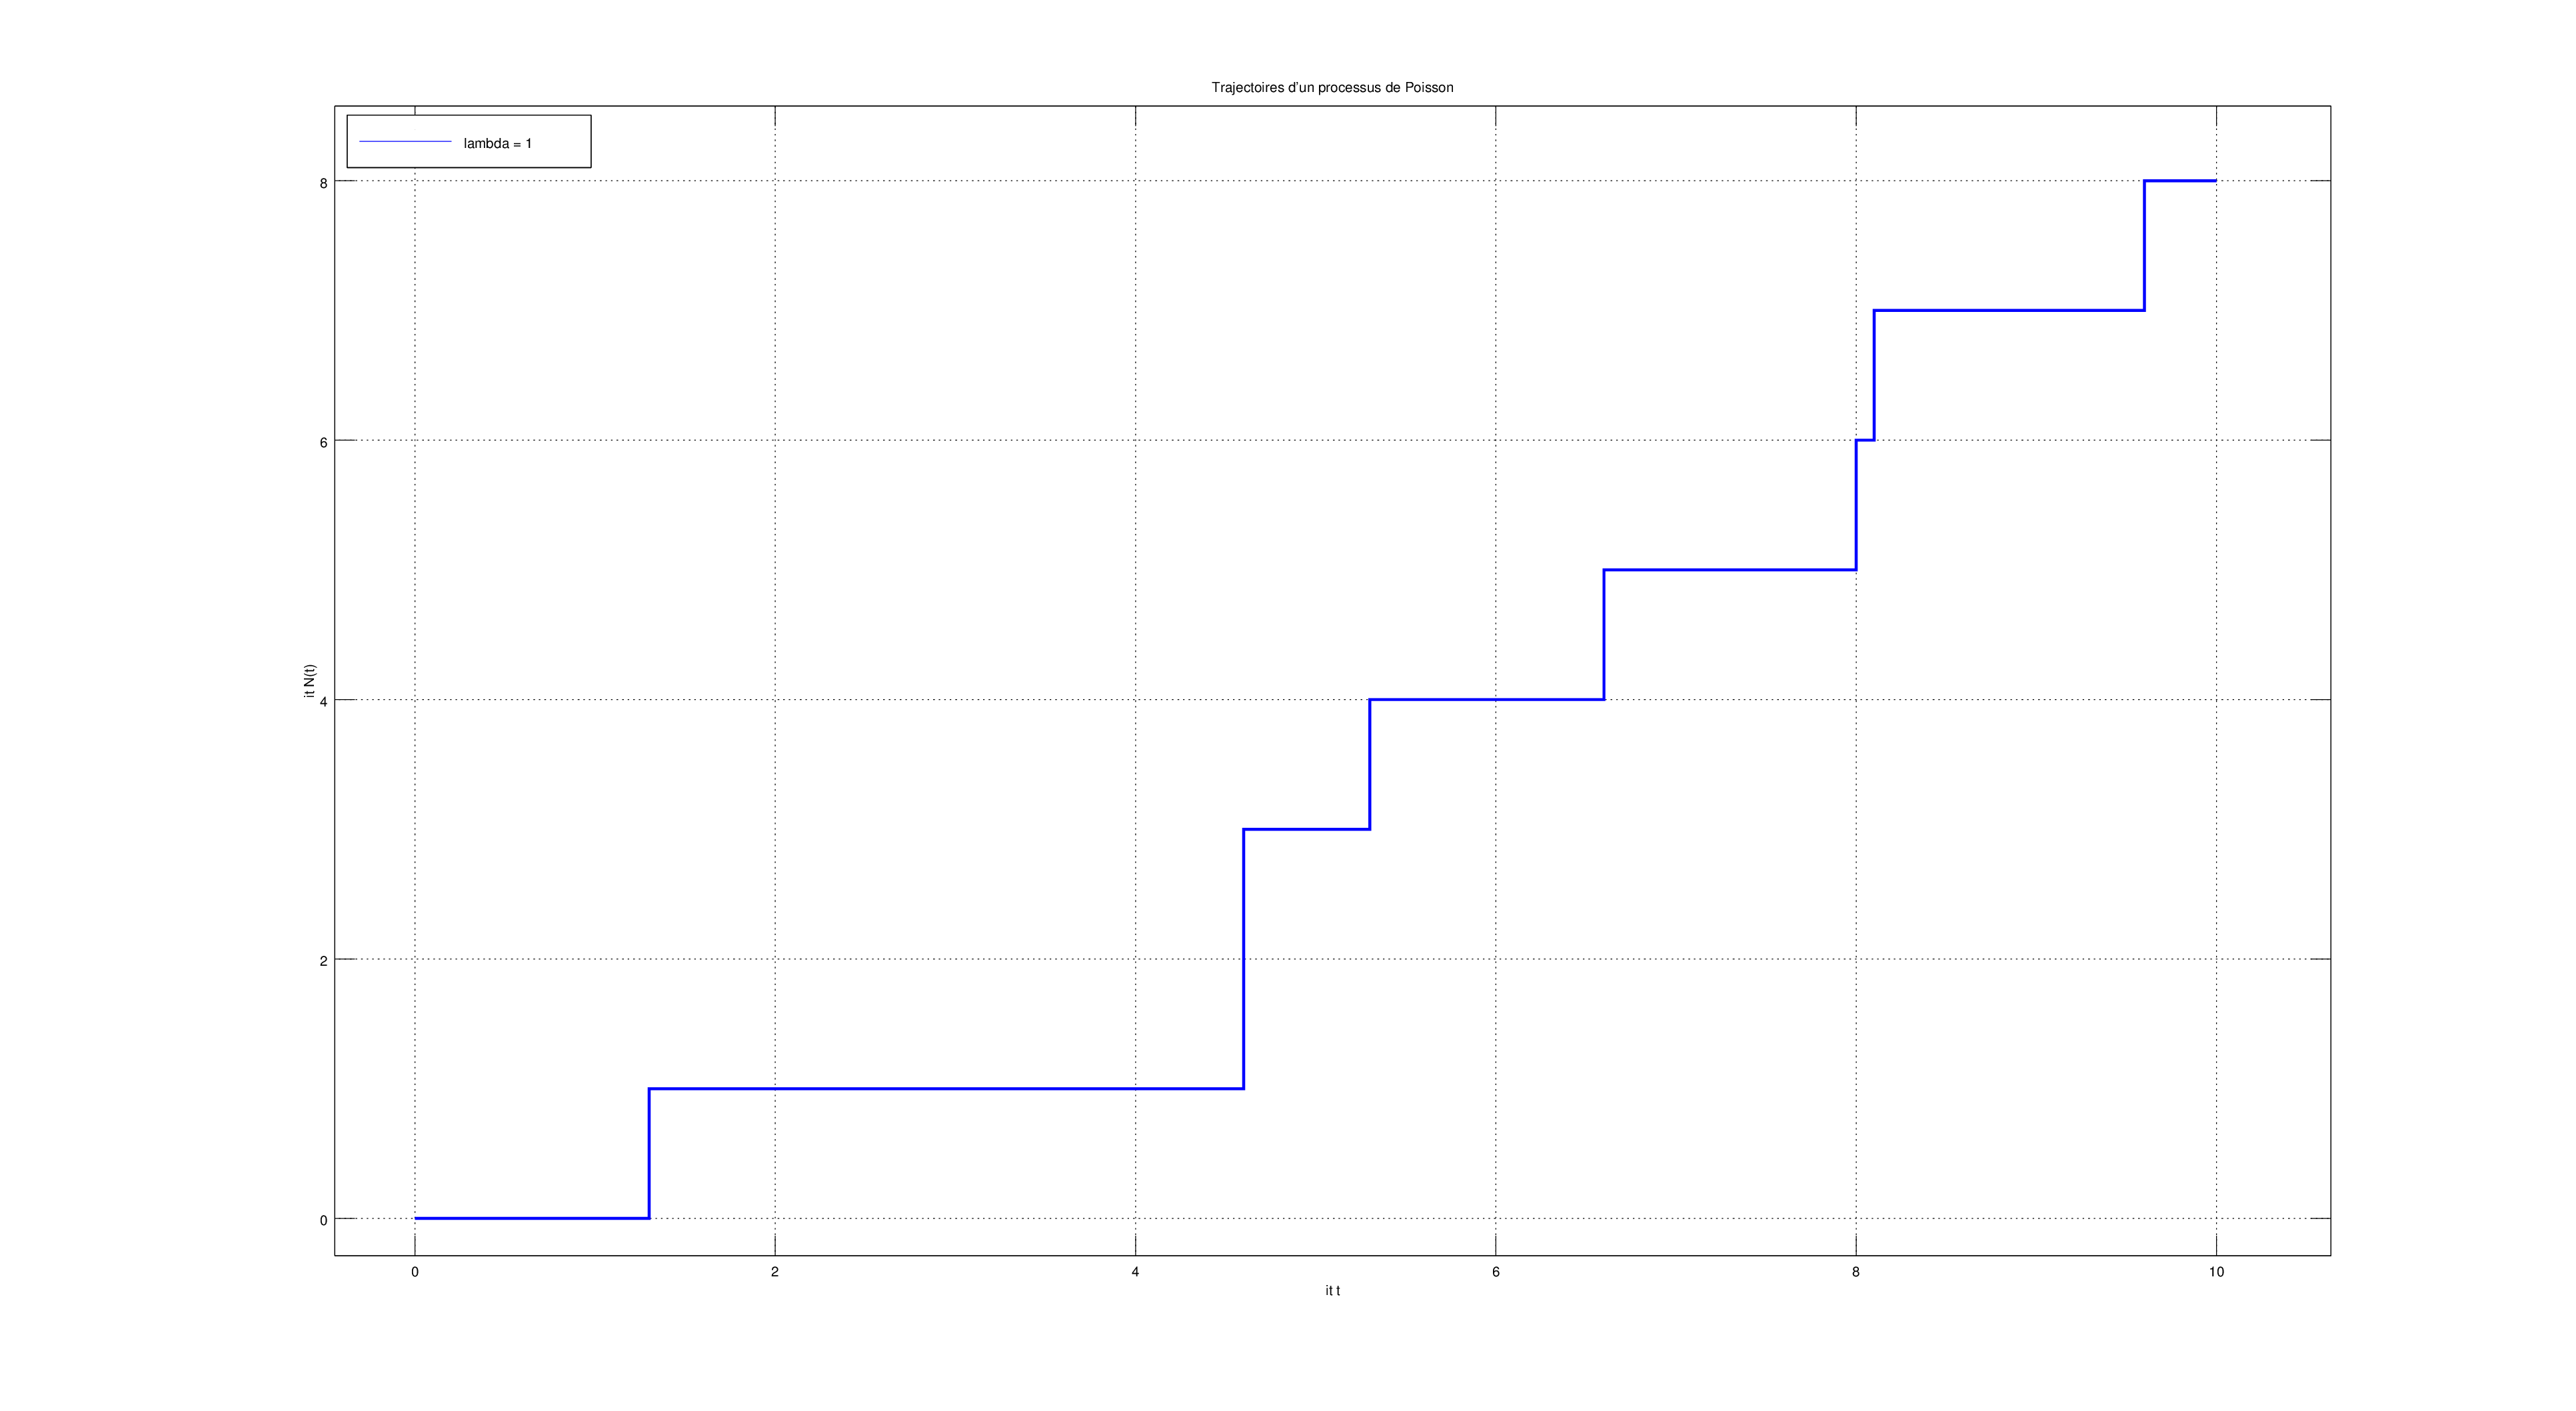 Trajectoires d'un processus de Poisson
lambda = 1
8
6
4
2
0
it N(t)
0 2 4 6 8 10
it t